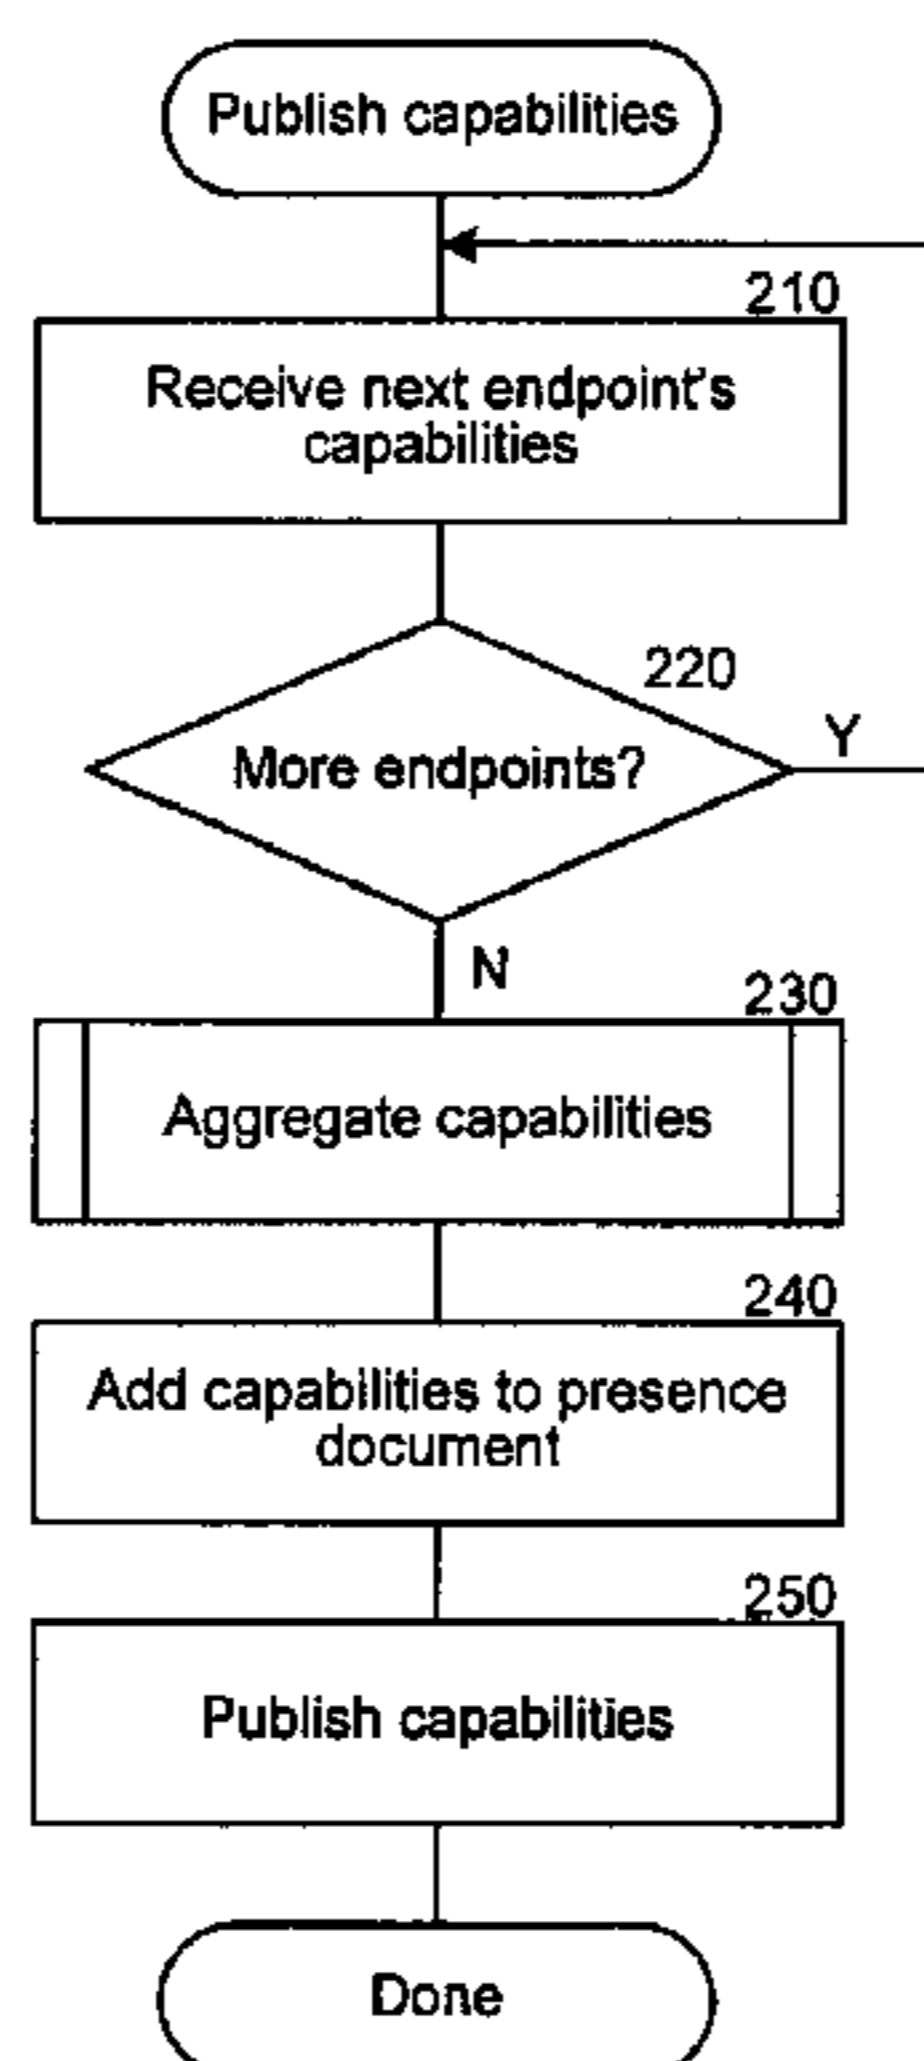 Publish capabilities
210
Receive next endpoint's
capabilities
220
More endpoints?
Y
N
230
Aggregate capabilities
240
Add capabilities to presence
document
250
Publish capabilities
Done